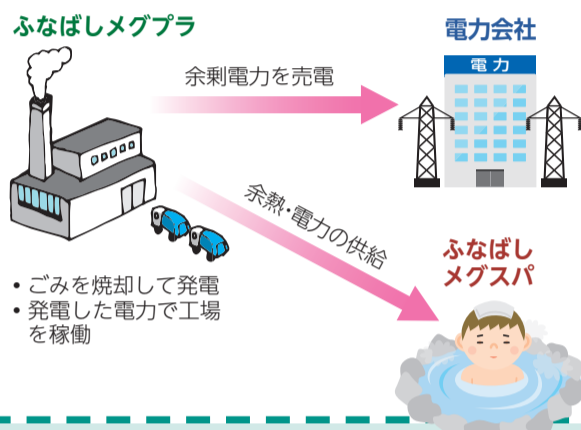 ふなばしメグプラ
電力会社
電力
余剰電力を売電
余熱・電力の供給
ふなばし
メグスパ
• ごみを焼却して発電
• 発電した電力で工場
を稼働